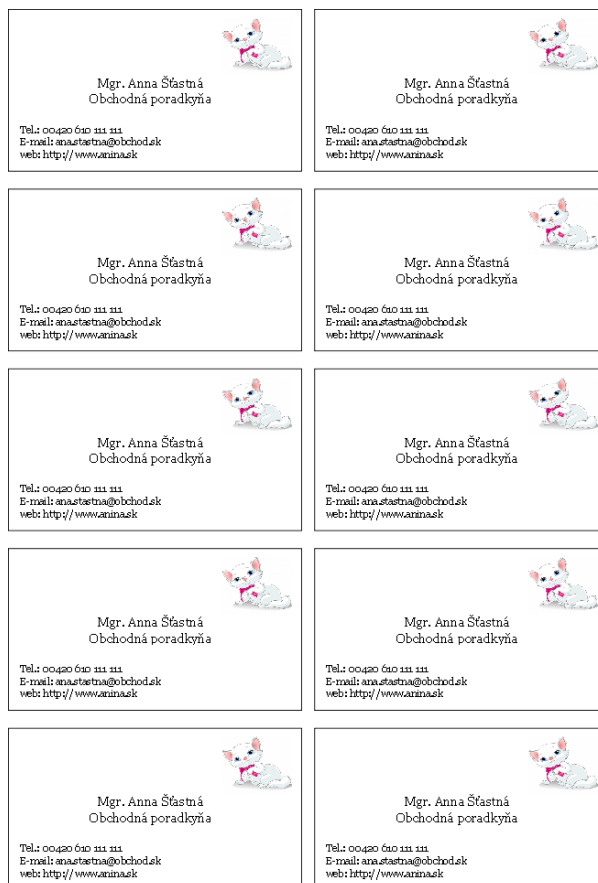 Mgr. Anna Šťastná
Obchodná poradkyňa
Tel.: 00420 610 111 111
E-mail: ana.stastna@obchod.sk
web: http://www.anina.sk
Mgr. Anna Šťastná
Obchodná poradkyňa
Tel.: 00420 610 111 111
E-mail: ana.stastna@obchod.sk
web: http://www.anina.sk
Mgr. Anna Šťastná
Obchodná poradkyňa
Tel.: 00420 610 111 111
E-mail: ana.stastna@obchod.sk
web: http://www.anina.sk
Mgr. Anna Šťastná
Obchodná poradkyňa
Tel.: 00420 610 111 111
E-mail: ana.stastna@obchod.sk
web: http://www.anina.sk
Mgr. Anna Šťastná
Obchodná poradkyňa
Tel.: 00420 610 111 111
E-mail: ana.stastna@obchod.sk
web: http://www.anina.sk
Mgr. Anna Šťastná
Obchodná poradkyňa
Tel.: 00420 610 111 111
E-mail: ana.stastna@obchod.sk
web: http://www.anina.sk
Mgr. Anna Šťastná
Obchodná poradkyňa
Tel.: 00420 610 111 111
E-mail: ana.stastna@obchod.sk
web: http://www.anina.sk
Mgr. Anna Šťastná
Obchodná poradkyňa
Tel.: 00420 610 111 111
E-mail: ana.stastna@obchod.sk
web: http://www.anina.sk
Mgr. Anna Šťastná
Obchodná poradkyňa
Tel.: 00420 610 111 111
E-mail: ana.stastna@obchod.sk
web: http://www.anina.sk
Mgr. Anna Šťastná
Obchodná poradkyňa
Tel.: 00420 610 111 111
E-mail: ana.stastna@obchod.sk
web: http://www.anina.sk